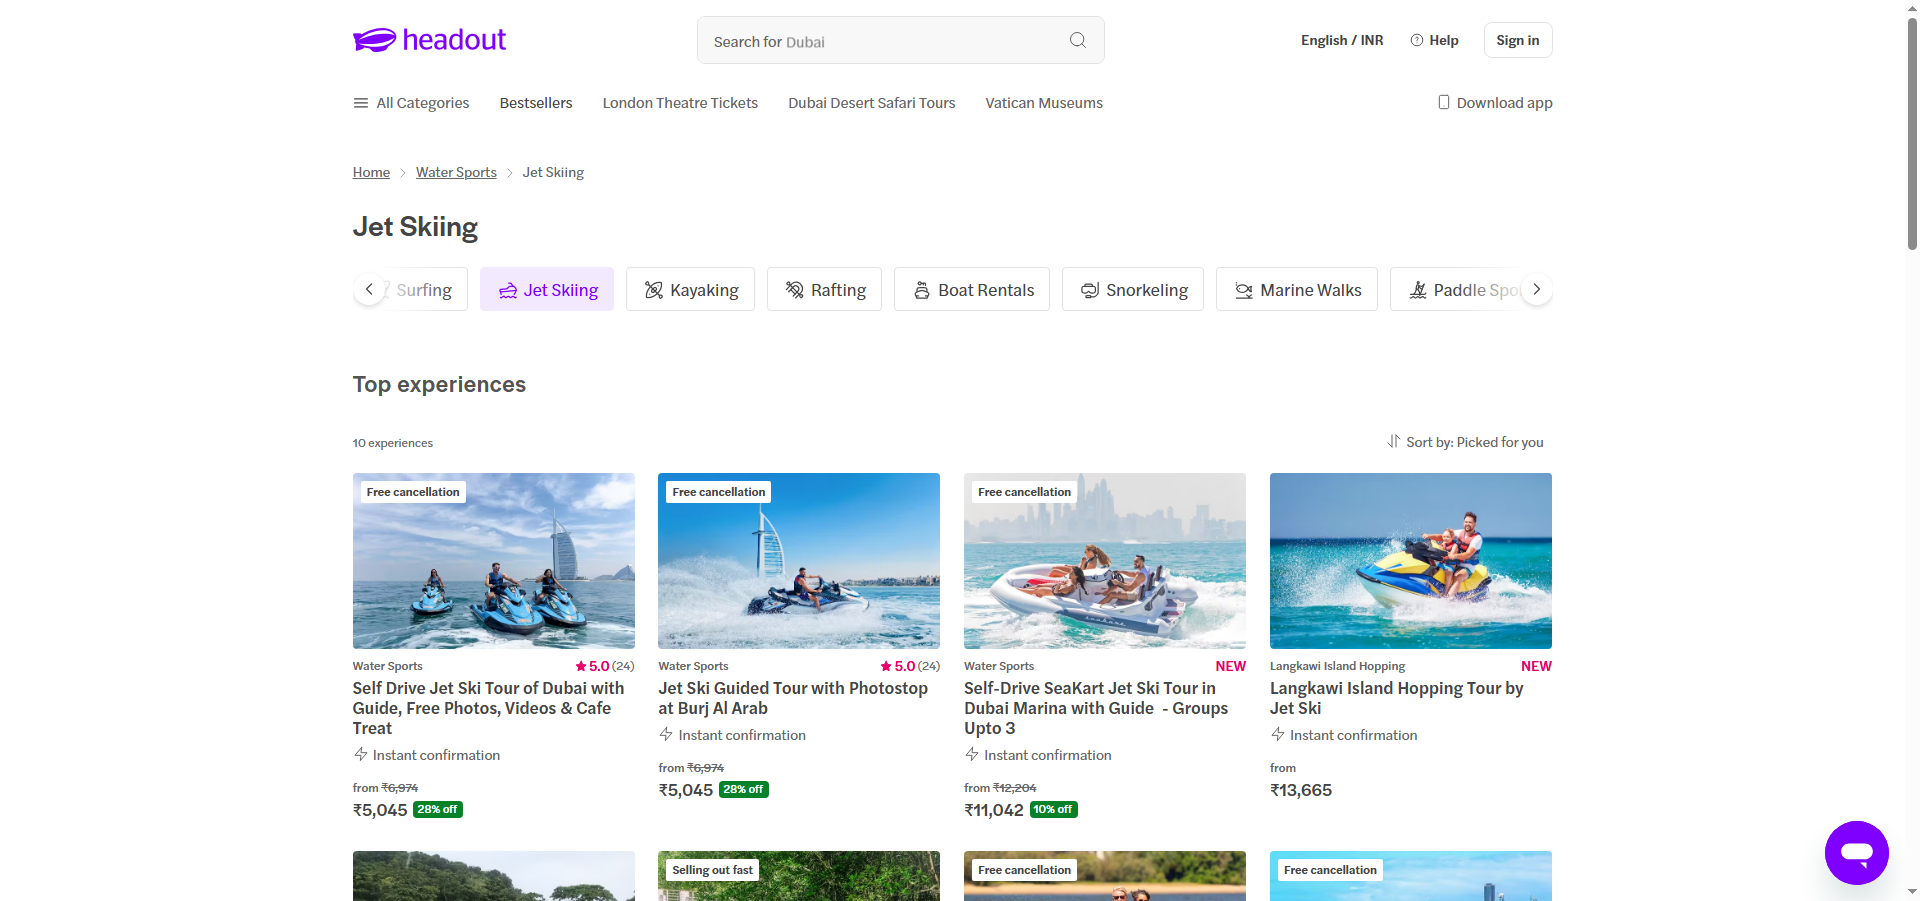 headout
Search for Dubai
English / INR
Help
Sign in
All Categories
Bestsellers
London Theatre Tickets
Dubai Desert Safari Tours
Vatican Museums
Download app
Home
Water Sports
Jet Skiing
Jet Skiing
Surfing
Jet Skiing
Kayaking
Rafting
Boat Rentals
Snorkeling
Marine Walks
Paddle Spo
Top experiences
10 experiences
Sort by: Picked for you
Free cancellation
Water Sports
5.0 (24)
Self Drive Jet Ski Tour of Dubai with
Guide, Free Photos, Videos & Cafe
Treat
Instant confirmation
from ₹6,974
₹5,045 28% off
Free cancellation
Water Sports
5.0 (24)
Jet Ski Guided Tour with Photostop
at Burj Al Arab
Instant confirmation
from ₹6,974
₹5,045 28% off
Free cancellation
Water Sports
NEW
Self-Drive SeaKart Jet Ski Tour in
Dubai Marina with Guide - Groups
Upto 3
Instant confirmation
from ₹12,204
₹11,042 10% off
Langkawi Island Hopping
NEW
Langkawi Island Hopping Tour by
Jet Ski
Instant confirmation
from
₹13,665
Selling out fast
Free cancellation
Free cancellation